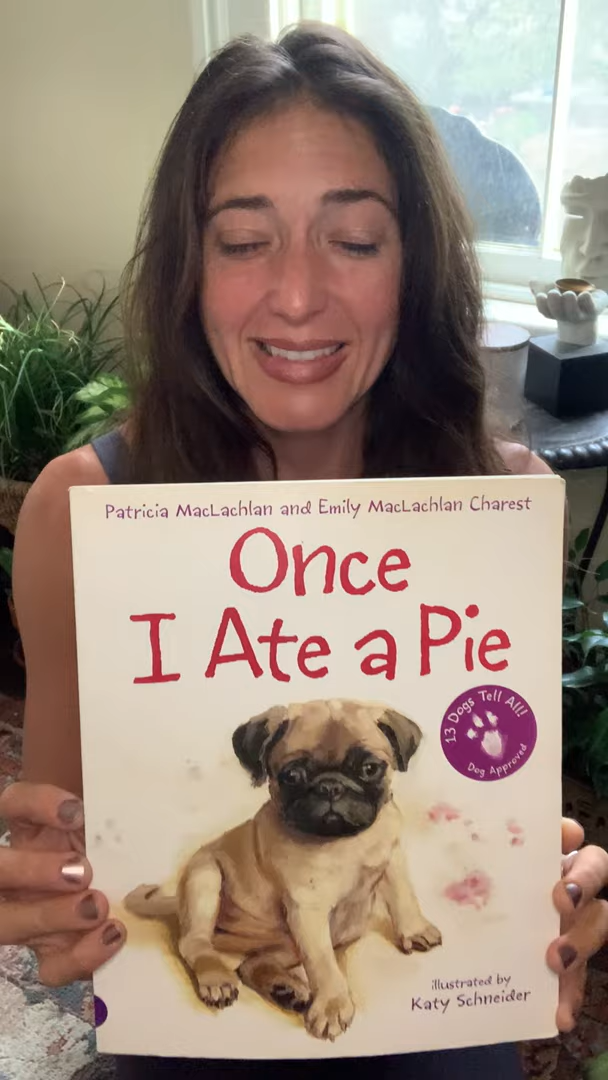 Patricia MacLachlan and Emily MacLachlan Charest
Once
I Ate a Pie
13 Dogs Tell All!
Dog Approved
illustrated by
Katy Schneider